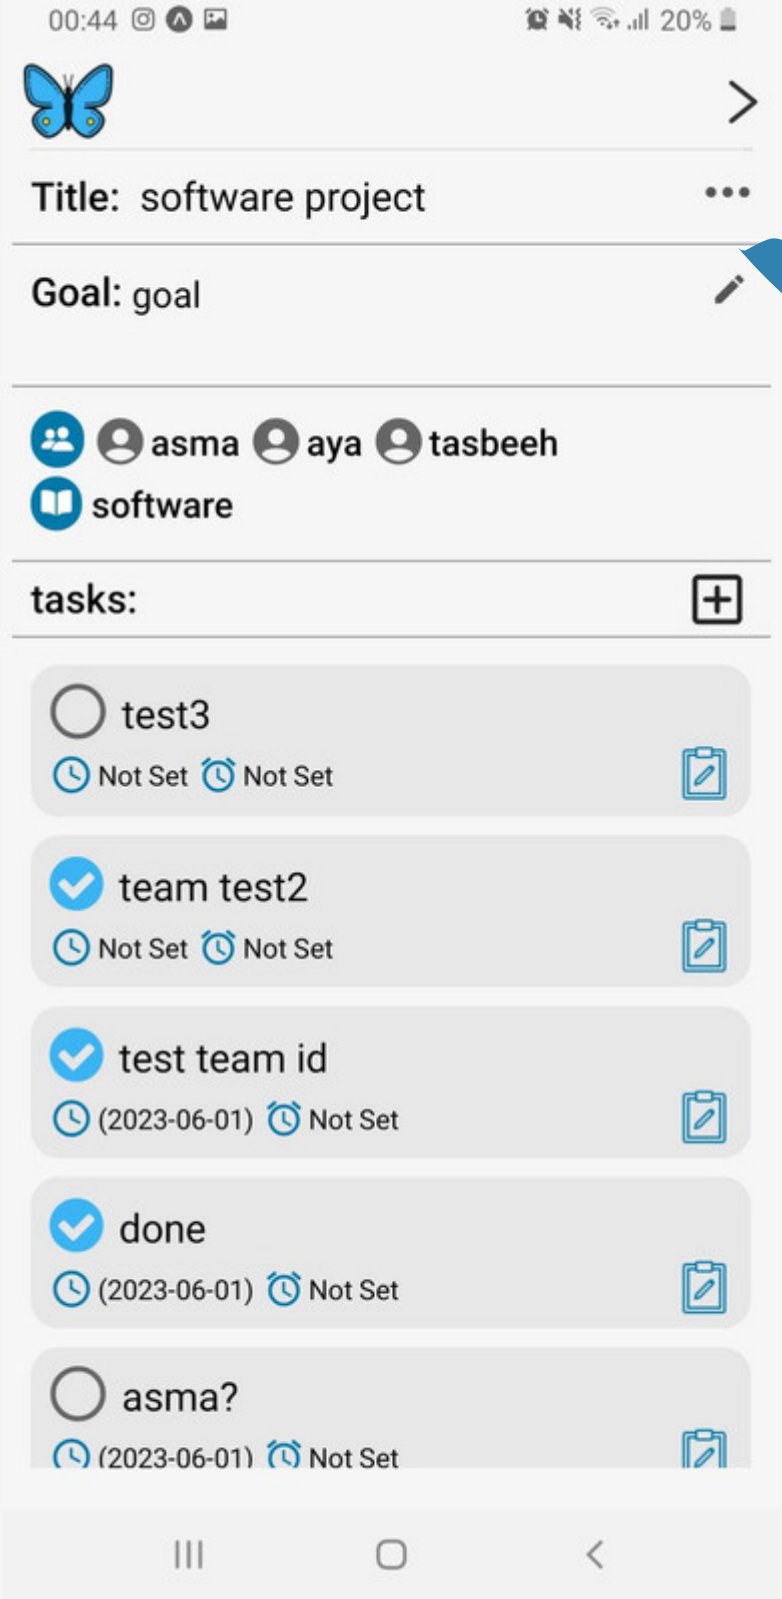 00:44 20%
Title: software project
Goal: goal
asma aya tasbeeh
software
tasks:
test3
Not Set Not Set
team test2
Not Set Not Set
test team id
(2023-06-01) Not Set
done
(2023-06-01) Not Set
asma?
(2023-06-01) Not Set